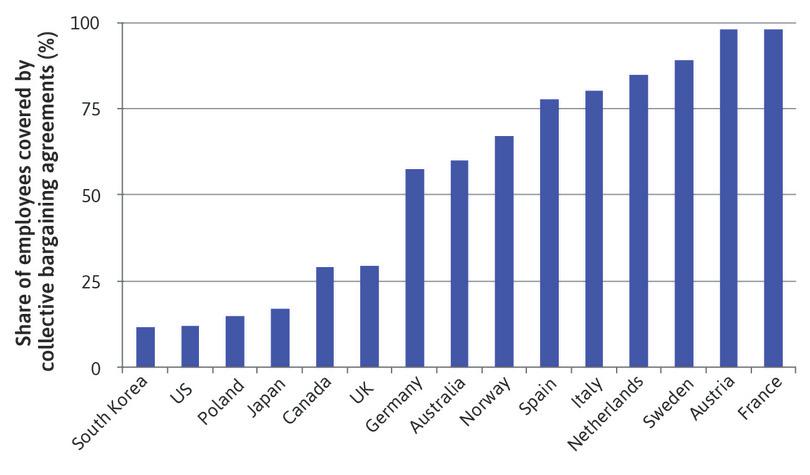 Share of employees covered by
collective bargaining agreements (%)
100
75
50
25
0
South Korea
US
Poland
Japan
Canada
UK
Germany
Australia
Norway
Spain
Italy
Netherlands
Sweden
Austria
France